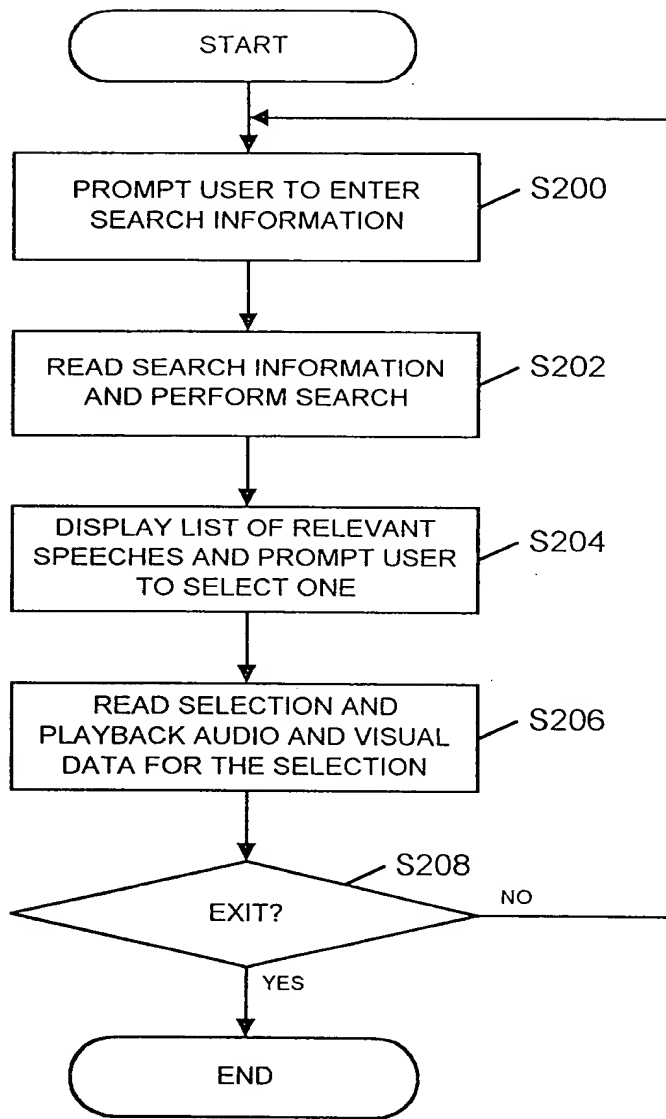 START
PROMPT USER TO ENTER
SEARCH INFORMATION
S200
READ SEARCH INFORMATION
AND PERFORM SEARCH
S202
DISPLAY LIST OF RELEVANT
SPEECHES AND PROMPT USER
TO SELECT ONE
S204
READ SELECTION AND
PLAYBACK AUDIO AND VISUAL
DATA FOR THE SELECTION
S206
S208
EXIT?
NO
YES
END